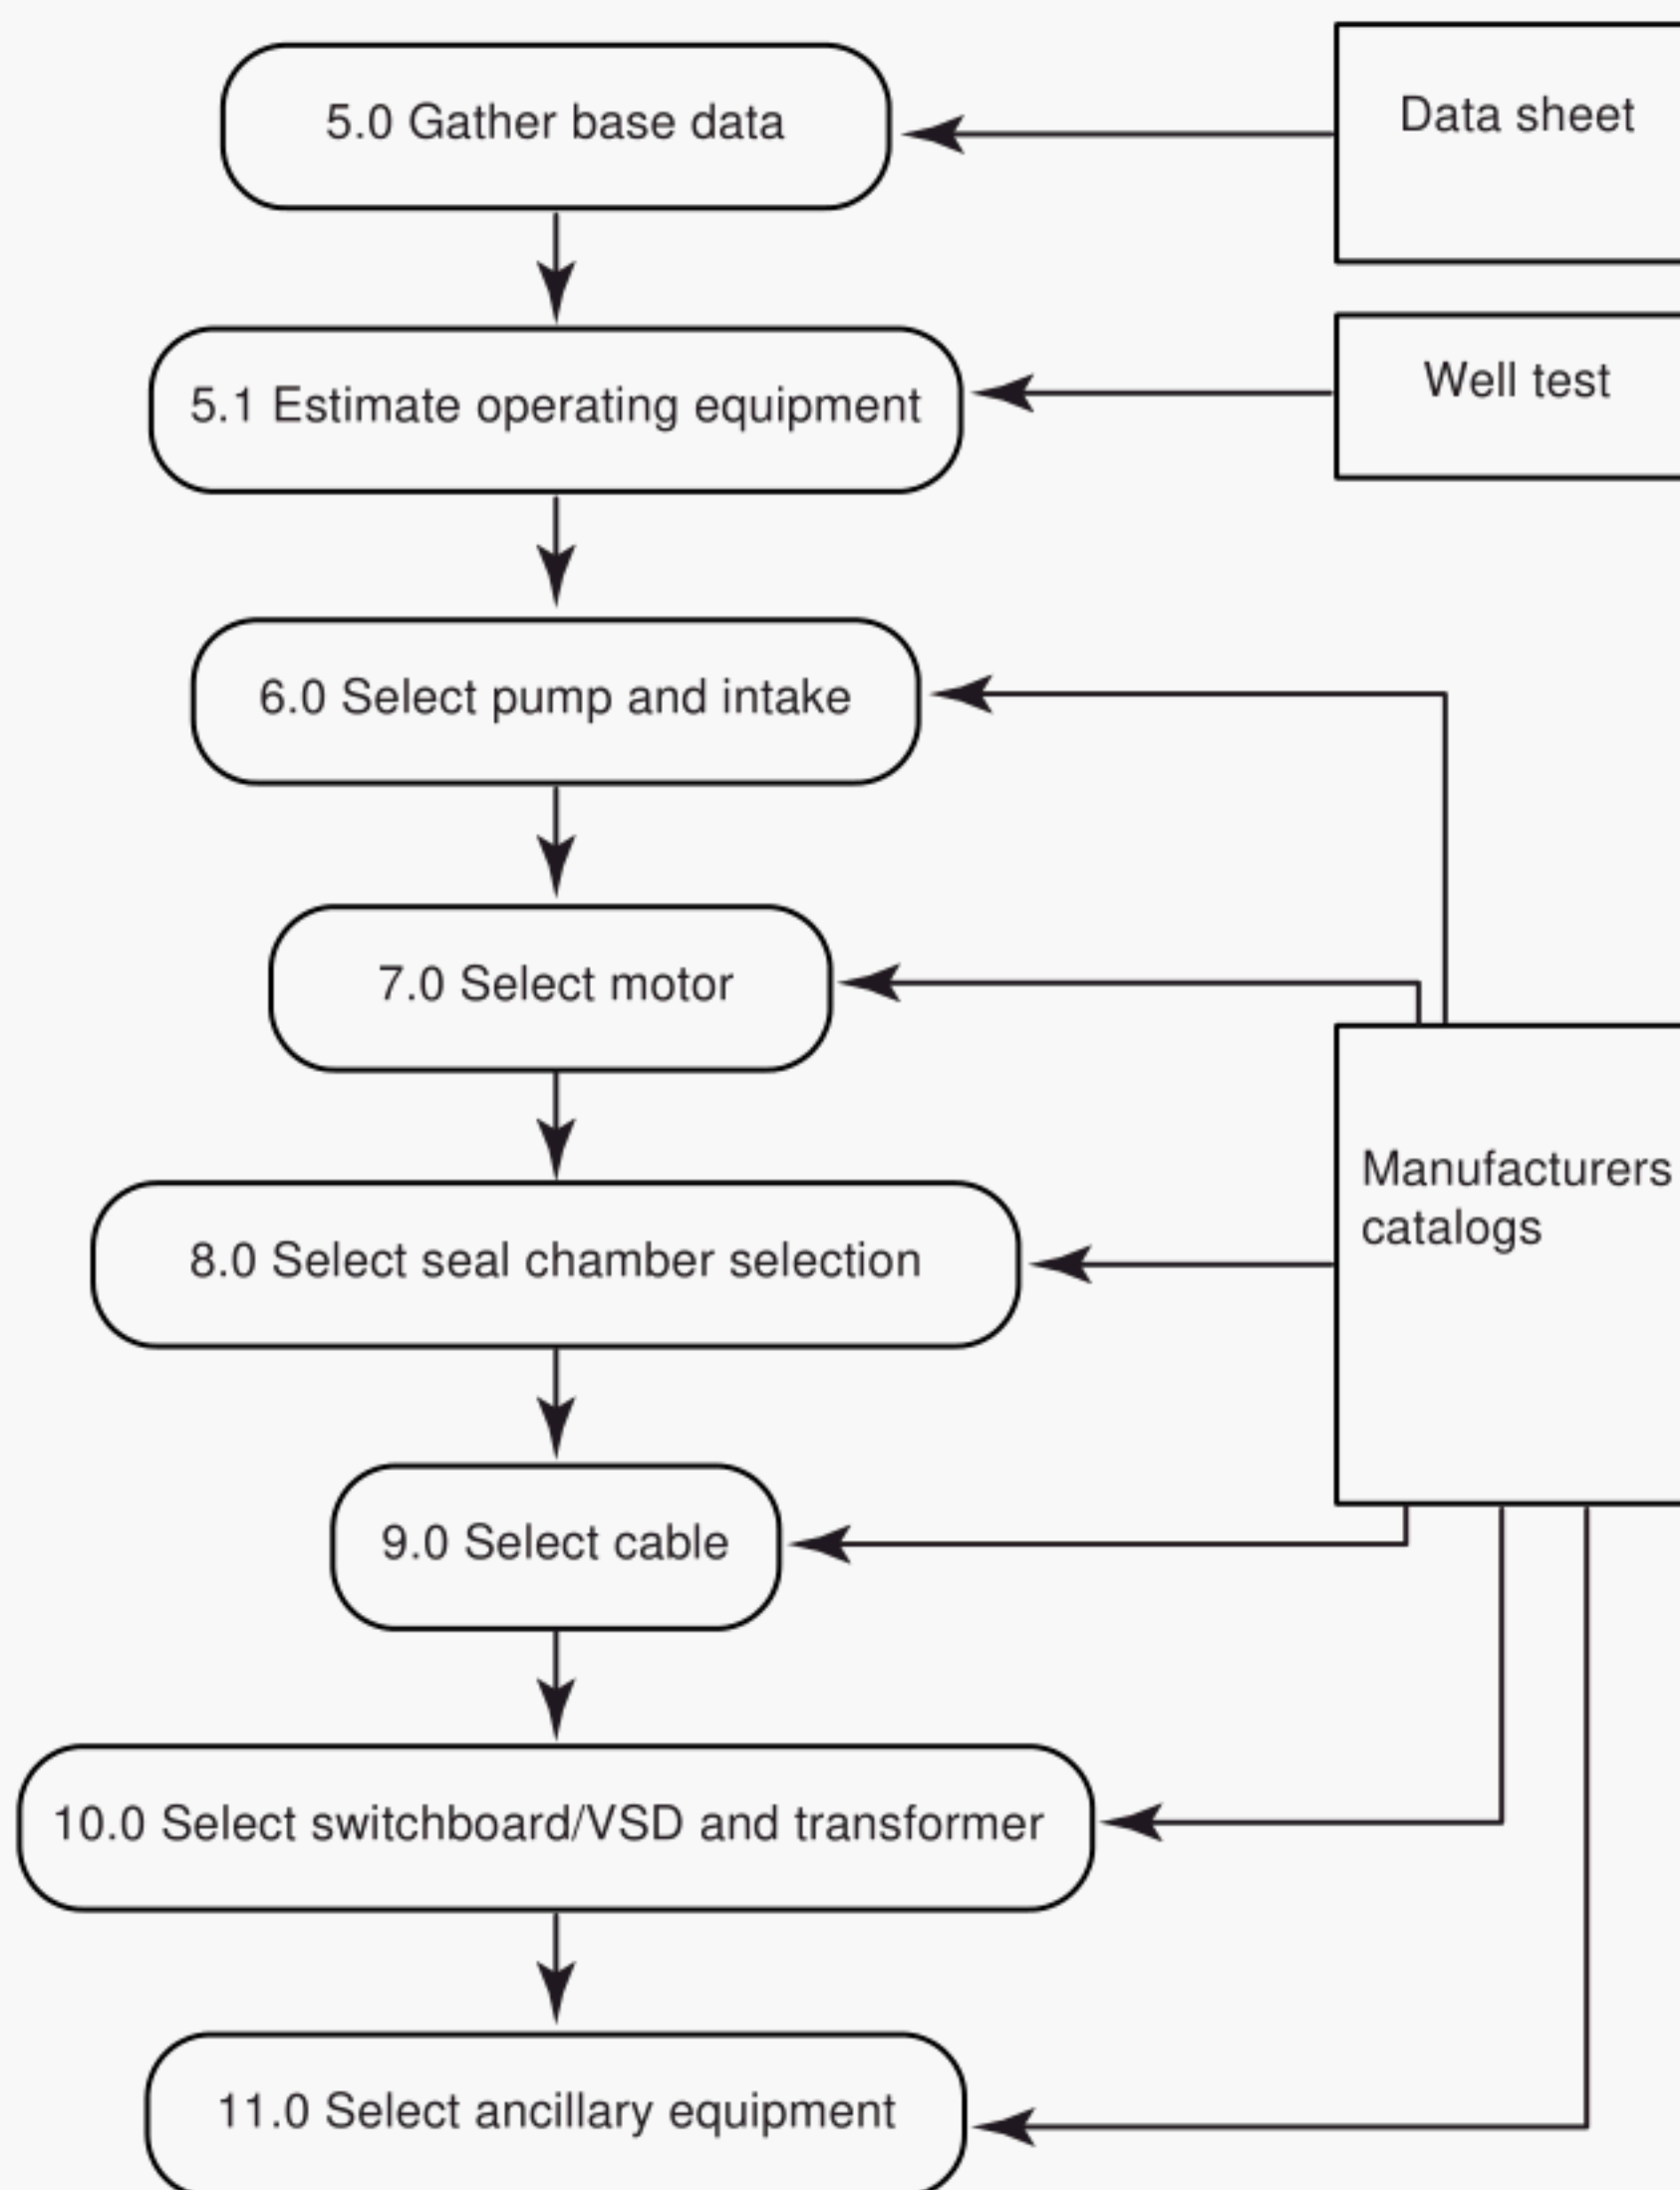 5.0 Gather base data
Data sheet
5.1 Estimate operating equipment
Well test
6.0 Select pump and intake
7.0 Select motor
Manufacturers
catalogs
8.0 Select seal chamber selection
9.0 Select cable
10.0 Select switchboard/VSD and transformer
11.0 Select ancillary equipment